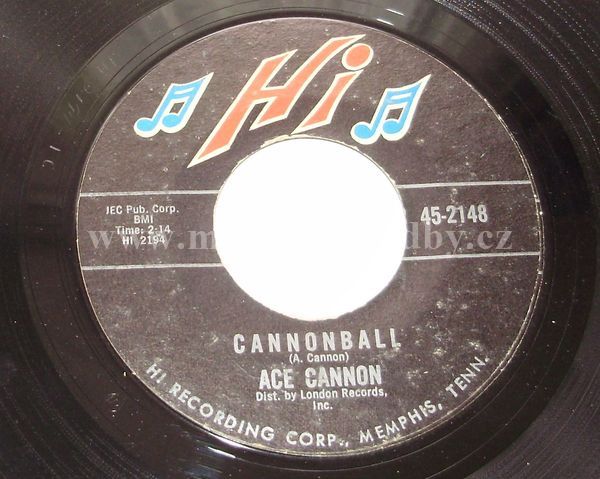 Hi
JEC Pub. Corp.
BMI
Time: 2:14
HI 2194
45-2148
CANNONBALL
(A. Cannon)
ACE CANNON
Dist. by London Records,
Inc.
HI RECORDING CORP., MEMPHIS, TENN.